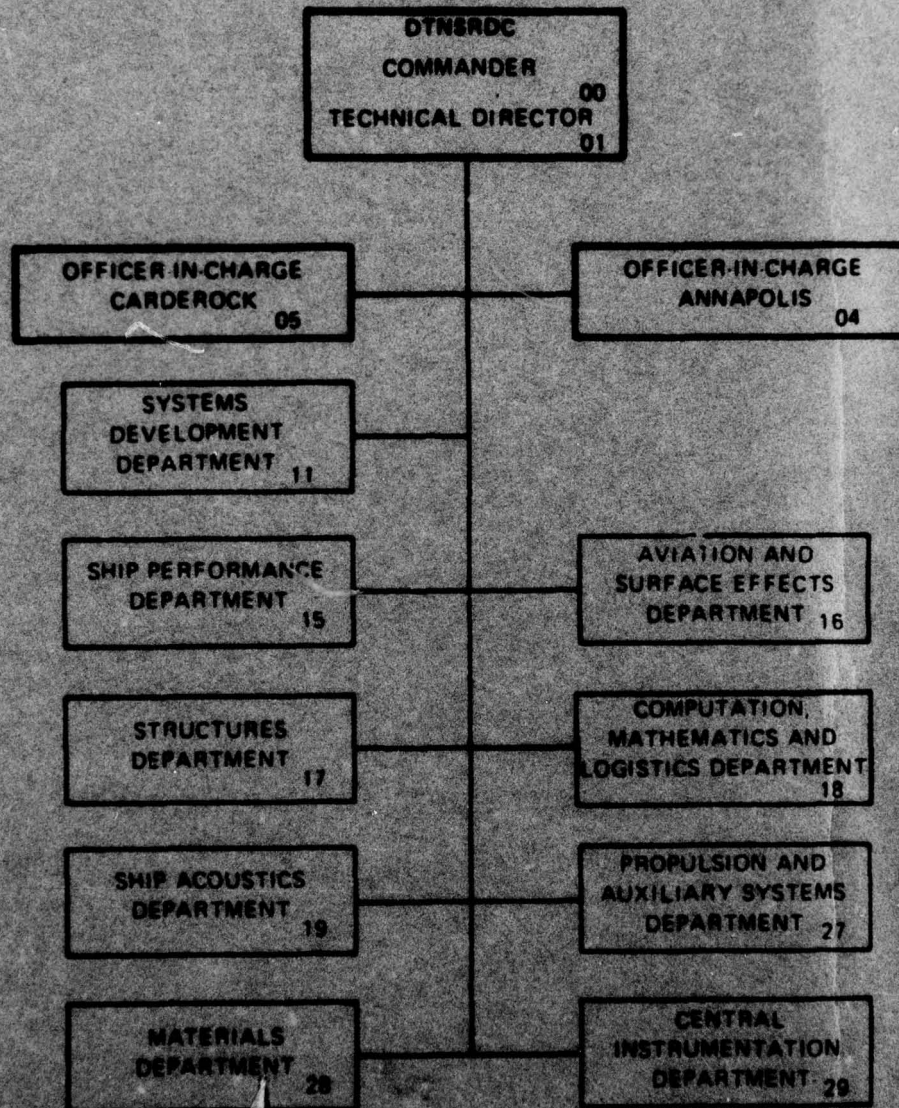 DTNSRDC
COMMANDER
00
TECHNICAL DIRECTOR
01
OFFICER-IN-CHARGE
CARDEROCK
05
OFFICER-IN-CHARGE
ANNAPOLIS
04
SYSTEMS
DEVELOPMENT
DEPARTMENT
11
SHIP PERFORMANCE
DEPARTMENT
15
AVIATION AND
SURFACE EFFECTS
DEPARTMENT
16
STRUCTURES
DEPARTMENT
17
COMPUTATION,
MATHEMATICS AND
LOGISTICS DEPARTMENT
18
SHIP ACOUSTICS
DEPARTMENT
19
PROPULSION AND
AUXILIARY SYSTEMS
DEPARTMENT
27
MATERIALS
DEPARTMENT
28
CENTRAL
INSTRUMENTATION
DEPARTMENT
29